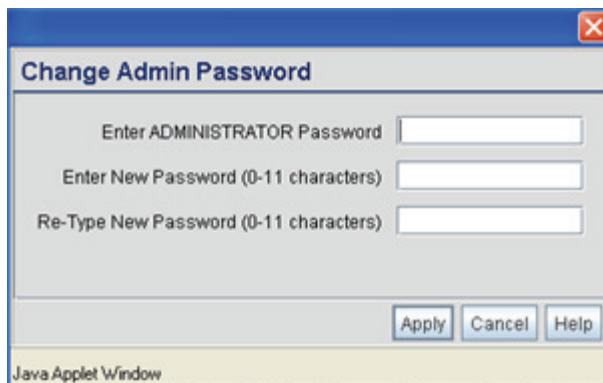 Change Admin Password
Enter ADMINISTRATOR Password
Enter New Password (0-11 characters)
Re-Type New Password (0-11 characters)
Apply Cancel Help
Java Applet Window